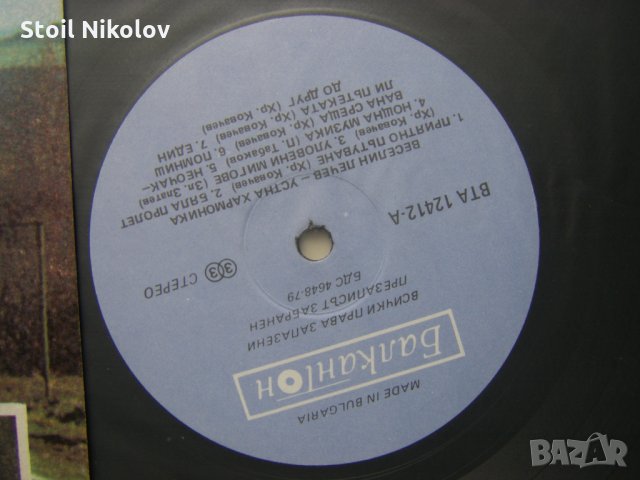 Stoil Nikolov
MADE IN BULGARIA
Балкантон
ВСИЧКИ ПРАВА ЗАПАЗЕНИ
ПРЕЗАПИСЪТ ЗАБРАНЕН
БДС 4648-79
СТЕРЕО 33
ВТА 12412-А
ВЕСЕЛИН ПЕЧЕВ – УСТНА ХАРМОНИКА
1. ПРИЯТНО ПЪТУВАНЕ (Хр. Ковачев) 2. БЯЛА ПРОЛЕТ
(Хр. Ковачев) 3. УЛОВЕНИ МИГОВЕ (Зл. Златев)
4. НОЩНА МУЗИКА (П. Табаков) 5. НЕОЧАК-
ВАНА СРЕЩА (Хр. Ковачев) 6. ПОМНИШ
ЛИ ПЪТЕКАТА (Хр. Ковачев) 7. ЕДИН
ДО ДРУГ (Хр. Ковачев)
BAZAR
bg